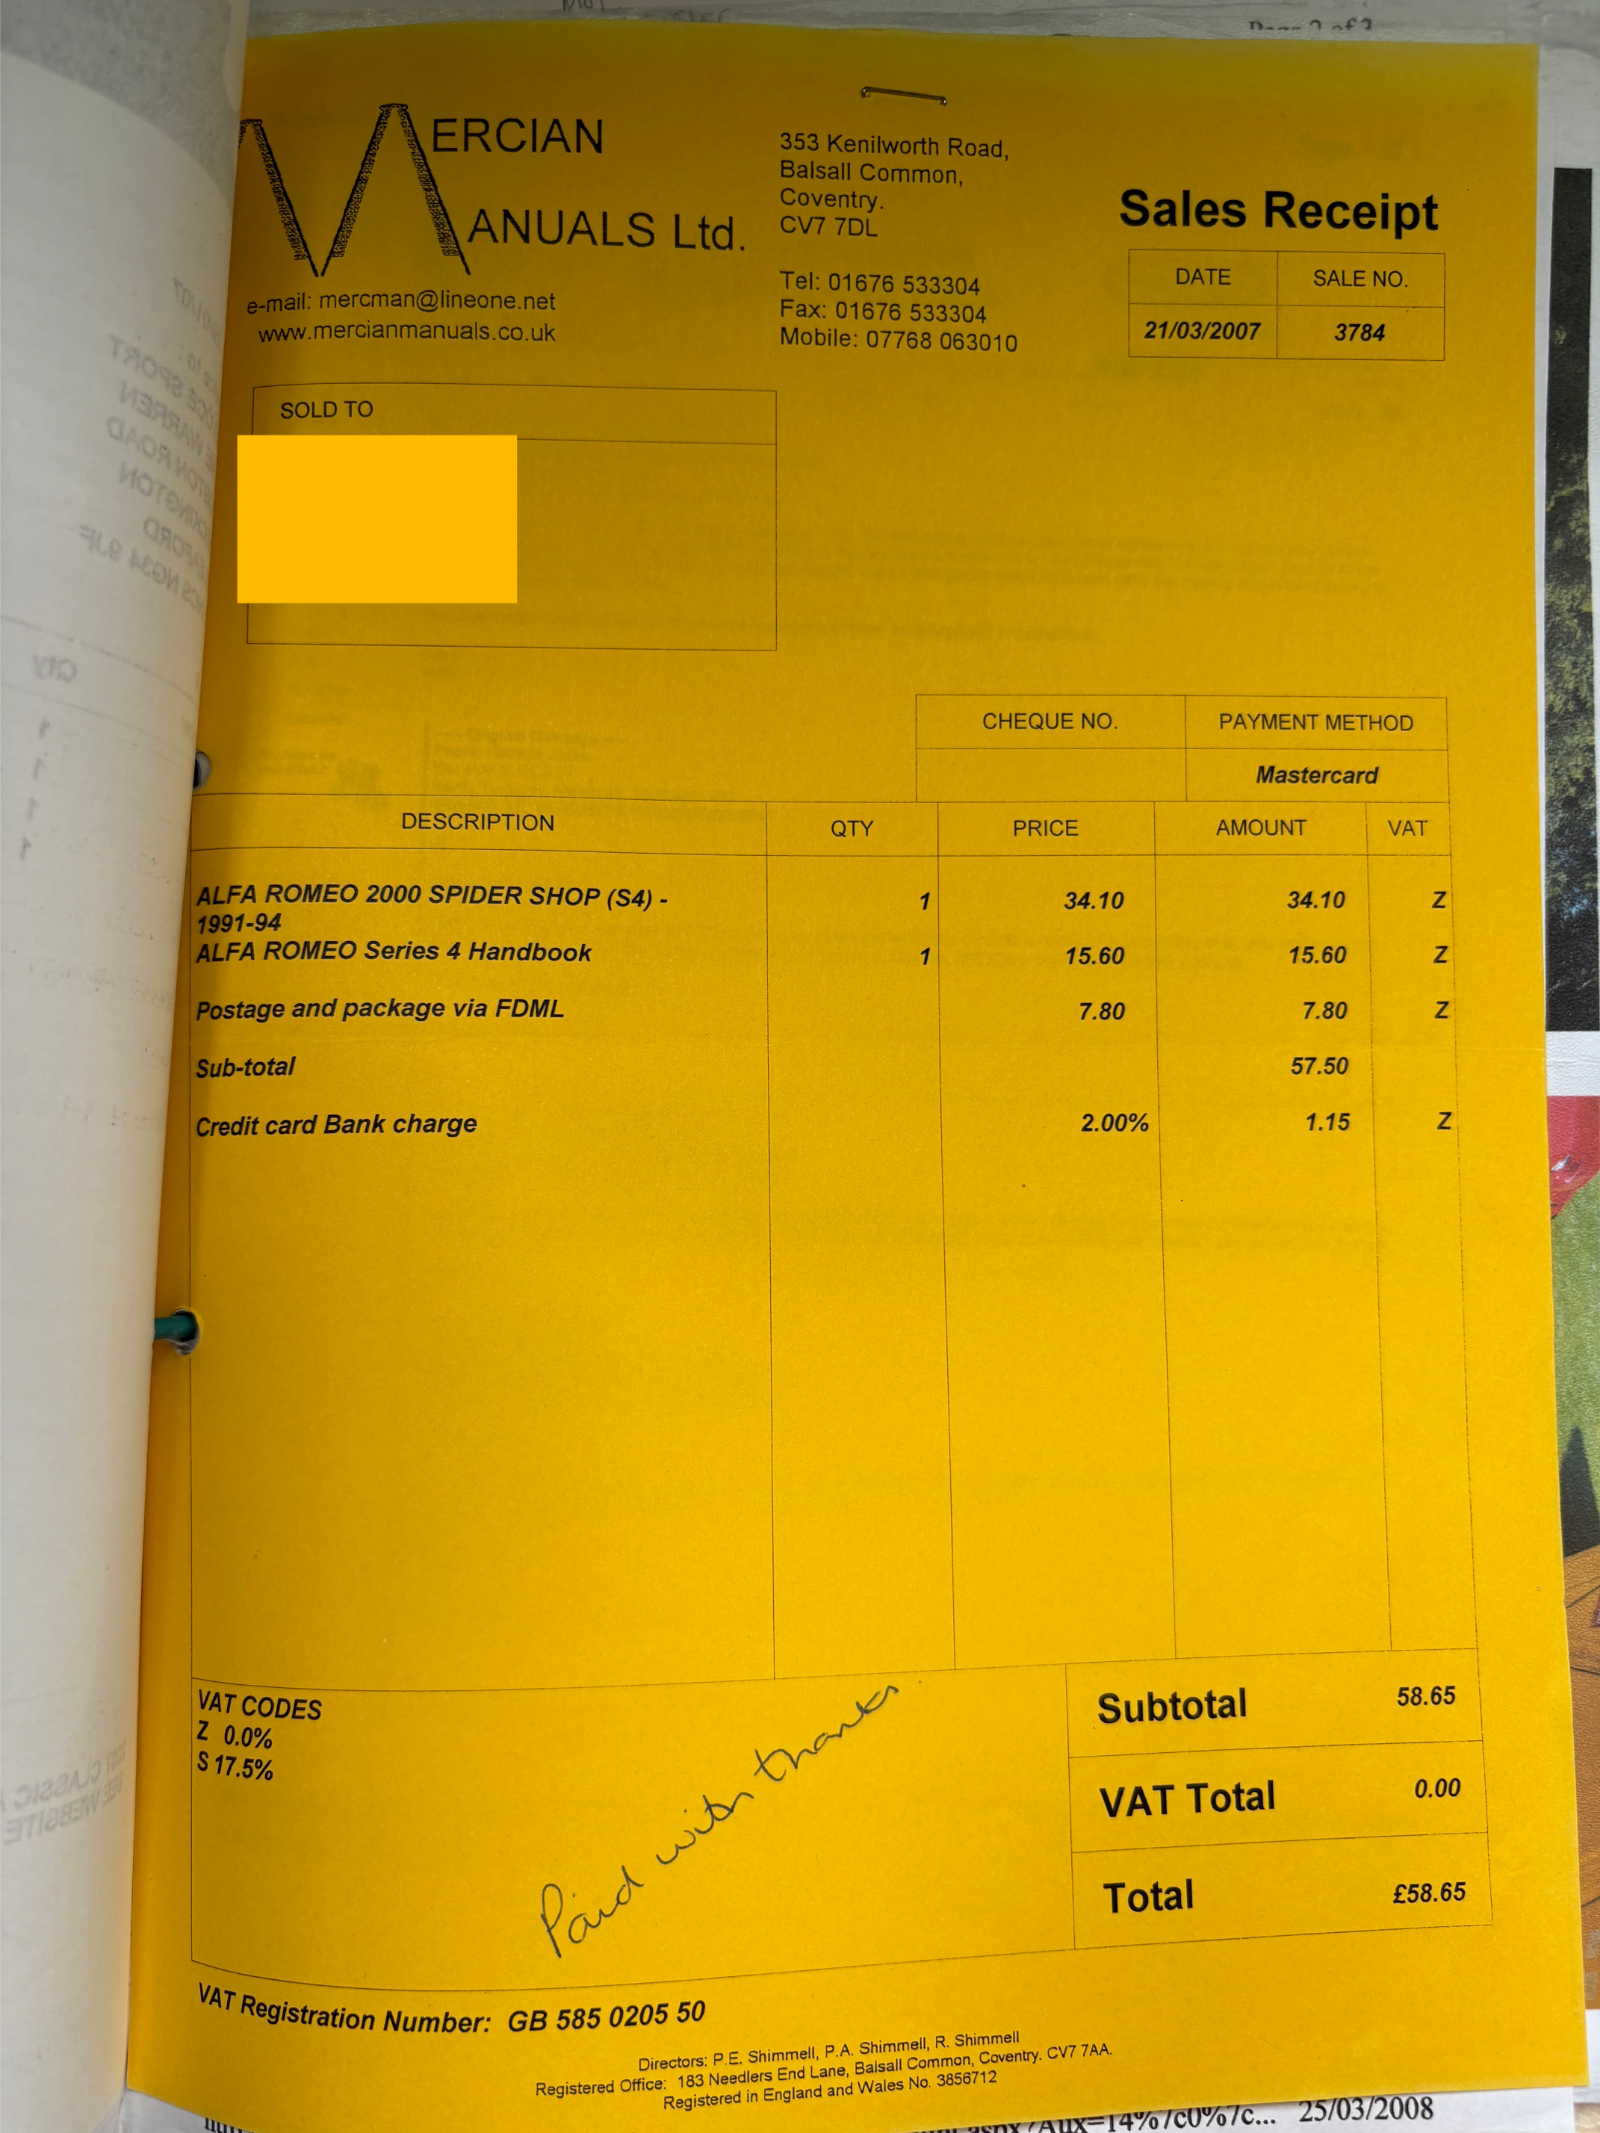 Page 2 of 3
MERCIAN
MANUALS Ltd.
e-mail: mercman@lineone.net
www.mercianmanuals.co.uk
353 Kenilworth Road,
Balsall Common,
Coventry.
CV7 7DL
Tel: 01676 533304
Fax: 01676 533304
Mobile: 07768 063010
Sales Receipt
DATE SALE NO.
21/03/2007 3784
SOLD TO
CHEQUE NO. PAYMENT METHOD
Mastercard
DESCRIPTION QTY PRICE AMOUNT VAT
ALFA ROMEO 2000 SPIDER SHOP (S4) - 1 34.10 34.10 Z
1991-94
ALFA ROMEO Series 4 Handbook 1 15.60 15.60 Z
Postage and package via FDML 7.80 7.80 Z
Sub-total 57.50
Credit card Bank charge 2.00% 1.15 Z
VAT CODES
Z 0.0%
S 17.5%
Paid with thanks
Subtotal 58.65
VAT Total 0.00
Total £58.65
VAT Registration Number: GB 585 0205 50
Directors: P.E. Shimmell, P.A. Shimmell, R. Shimmell
Registered Office: 183 Needlers End Lane, Balsall Common, Coventry. CV7 7AA.
Registered in England and Wales No. 3856712
25/03/2008